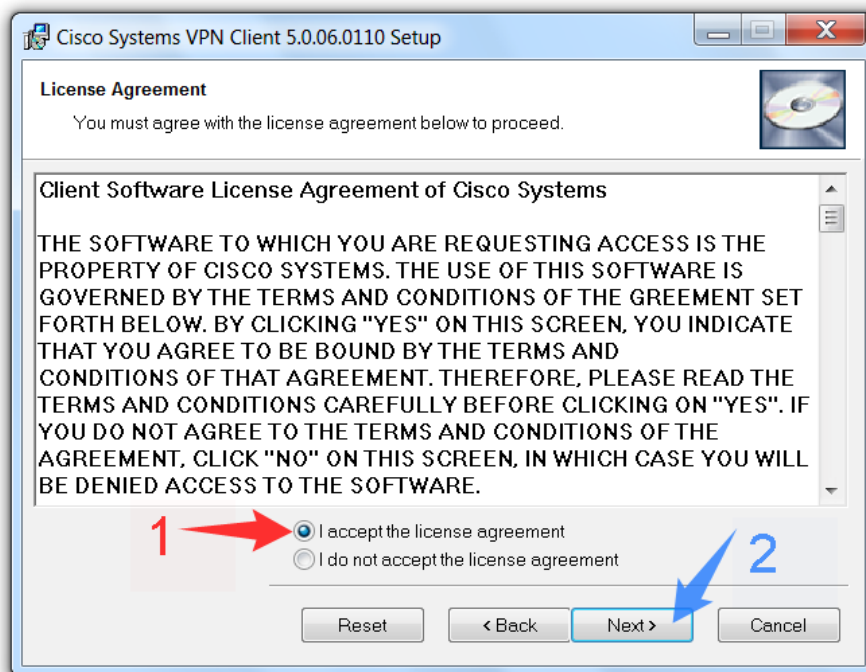 Cisco Systems VPN Client 5.0.06.0110 Setup
License Agreement
You must agree with the license agreement below to proceed.
Client Software License Agreement of Cisco Systems
THE SOFTWARE TO WHICH YOU ARE REQUESTING ACCESS IS THE
PROPERTY OF CISCO SYSTEMS. THE USE OF THIS SOFTWARE IS
GOVERNED BY THE TERMS AND CONDITIONS OF THE GREEMENT SET
FORTH BELOW. BY CLICKING "YES" ON THIS SCREEN, YOU INDICATE
THAT YOU AGREE TO BE BOUND BY THE TERMS AND
CONDITIONS OF THAT AGREEMENT. THEREFORE, PLEASE READ THE
TERMS AND CONDITIONS CAREFULLY BEFORE CLICKING ON "YES". IF
YOU DO NOT AGREE TO THE TERMS AND CONDITIONS OF THE
AGREEMENT, CLICK "NO" ON THIS SCREEN, IN WHICH CASE YOU WILL
BE DENIED ACCESS TO THE SOFTWARE.
1
I accept the license agreement
I do not accept the license agreement
2
Reset
< Back
Next >
Cancel